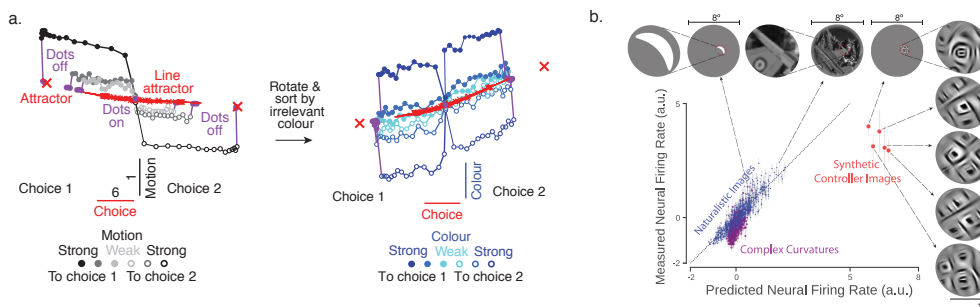 a.
Dots
off
Attractor
Line
attractor
Dots
on
Dots
off
Choice 1
1
Motion
Choice 2
6
Choice
Motion
Strong Weak Strong
To choice 1 To choice 2
Rotate &
sort by
irrelevant
colour
Choice 1
Colour
Choice 2
Choice
Colour
Strong Weak Strong
To choice 1 To choice 2
b.
8° 8° 8°
Measured Neural Firing Rate (a.u.)
5
0
-2
Naturalistic Images
Complex Curvatures
Synthetic
Controller Images
-2 0 5 8
Predicted Neural Firing Rate (a.u.)